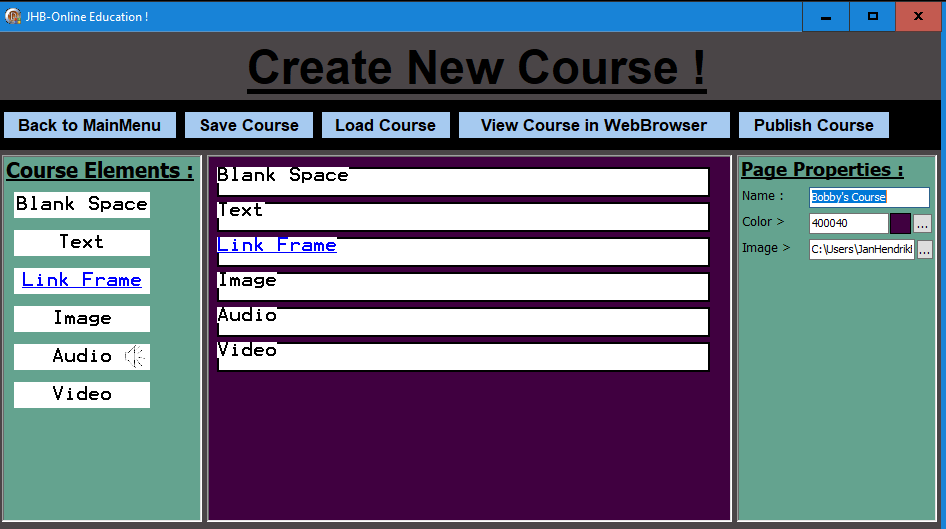 JHB-Online Education !
Create New Course !
Back to MainMenu Save Course Load Course View Course in WebBrowser Publish Course
Course Elements :
Blank Space
Text
Link Frame
Image
Audio
Video
Blank Space
Text
Link Frame
Image
Audio
Video
Page Properties :
Name : Bobby's Course
Color > 400040 ...
Image > C:\Users\JanHendrikl ...